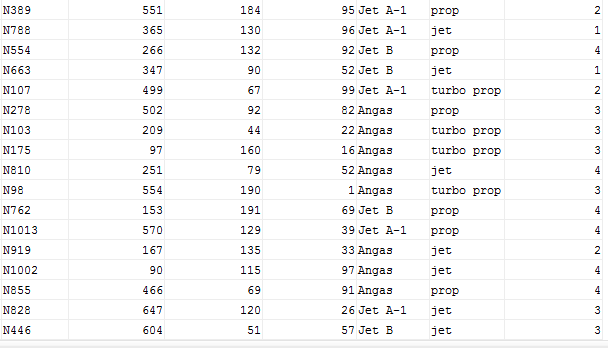 N389 551 184 95 Jet A-1 prop 2
N788 365 130 96 Jet A-1 jet 1
N554 266 132 92 Jet B prop 4
N663 347 90 52 Jet B jet 1
N107 499 67 99 Jet A-1 turbo prop 2
N278 502 92 82 Angas prop 3
N103 209 44 22 Angas turbo prop 3
N175 97 160 16 Angas turbo prop 3
N810 251 79 52 Angas jet 4
N98 554 190 1 Angas turbo prop 3
N762 153 191 69 Jet B prop 4
N1013 570 129 39 Jet A-1 prop 4
N919 167 135 33 Angas jet 2
N1002 90 115 97 Angas jet 4
N855 466 69 91 Angas prop 4
N828 647 120 26 Jet A-1 jet 3
N446 604 51 57 Jet B jet 3